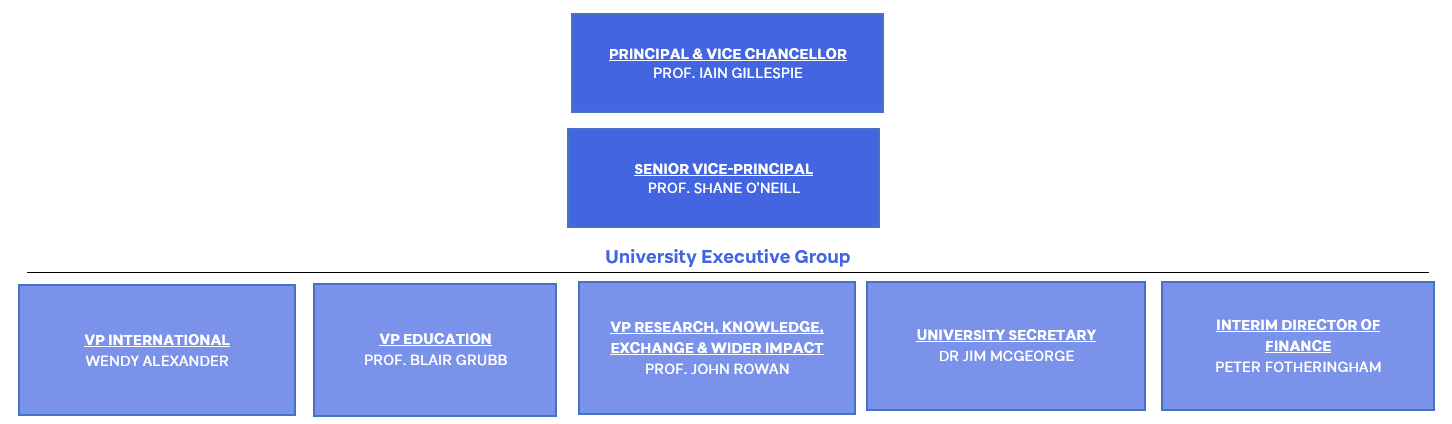 PRINCIPAL & VICE CHANCELLOR
PROF. IAIN GILLESPIE
SENIOR VICE-PRINCIPAL
PROF. SHANE O’NEILL
University Executive Group
VP INTERNATIONAL
WENDY ALEXANDER
VP EDUCATION
PROF. BLAIR GRUBB
VP RESEARCH, KNOWLEDGE,
EXCHANGE & WIDER IMPACT
PROF. JOHN ROWAN
UNIVERSITY SECRETARY
DR JIM MCGEORGE
INTERIM DIRECTOR OF
FINANCE
PETER FOTHERINGHAM